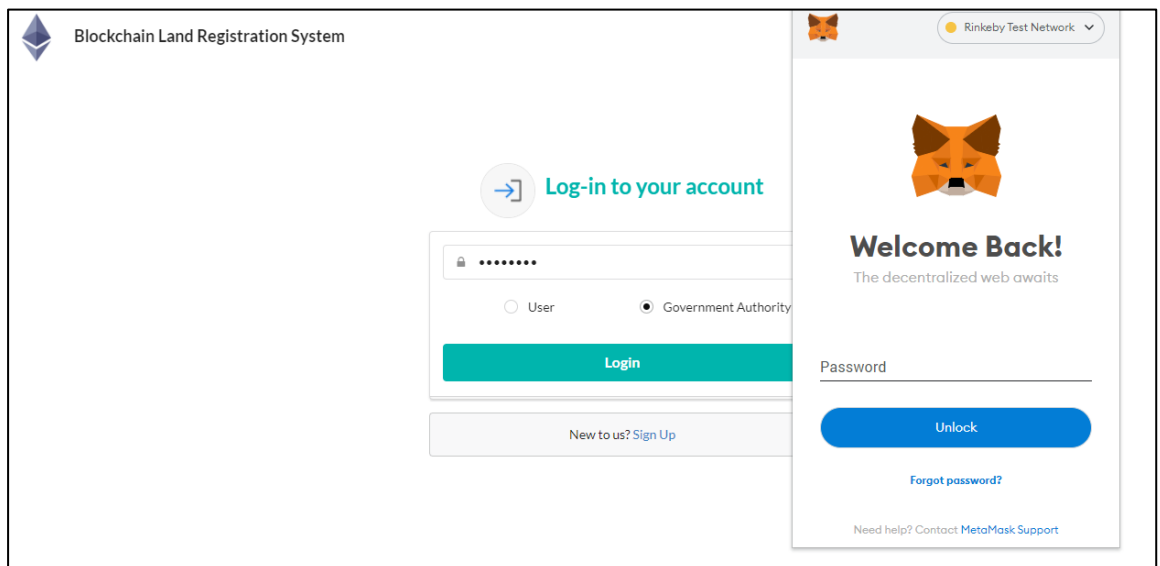 Blockchain Land Registration System
Log-in to your account
••••••••
User
Government Authority
Login
New to us? Sign Up
Rinkeby Test Network
Welcome Back!
The decentralized web awaits
Password
Unlock
Forgot password?
Need help? Contact MetaMask Support